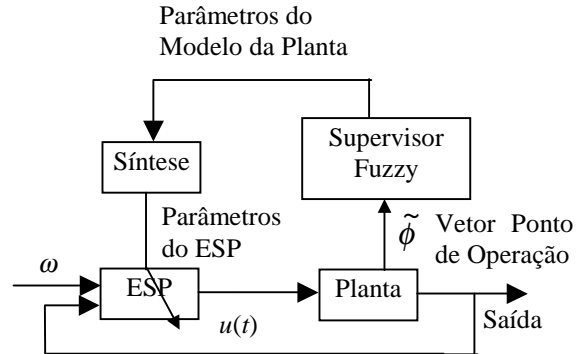 Parâmetros do
Modelo da Planta
Supervisor
Fuzzy
Síntese
Parâmetros
do ESP
ϕ̃
Vetor Ponto
de Operação
ω
ESP
Planta
u(t)
Saída